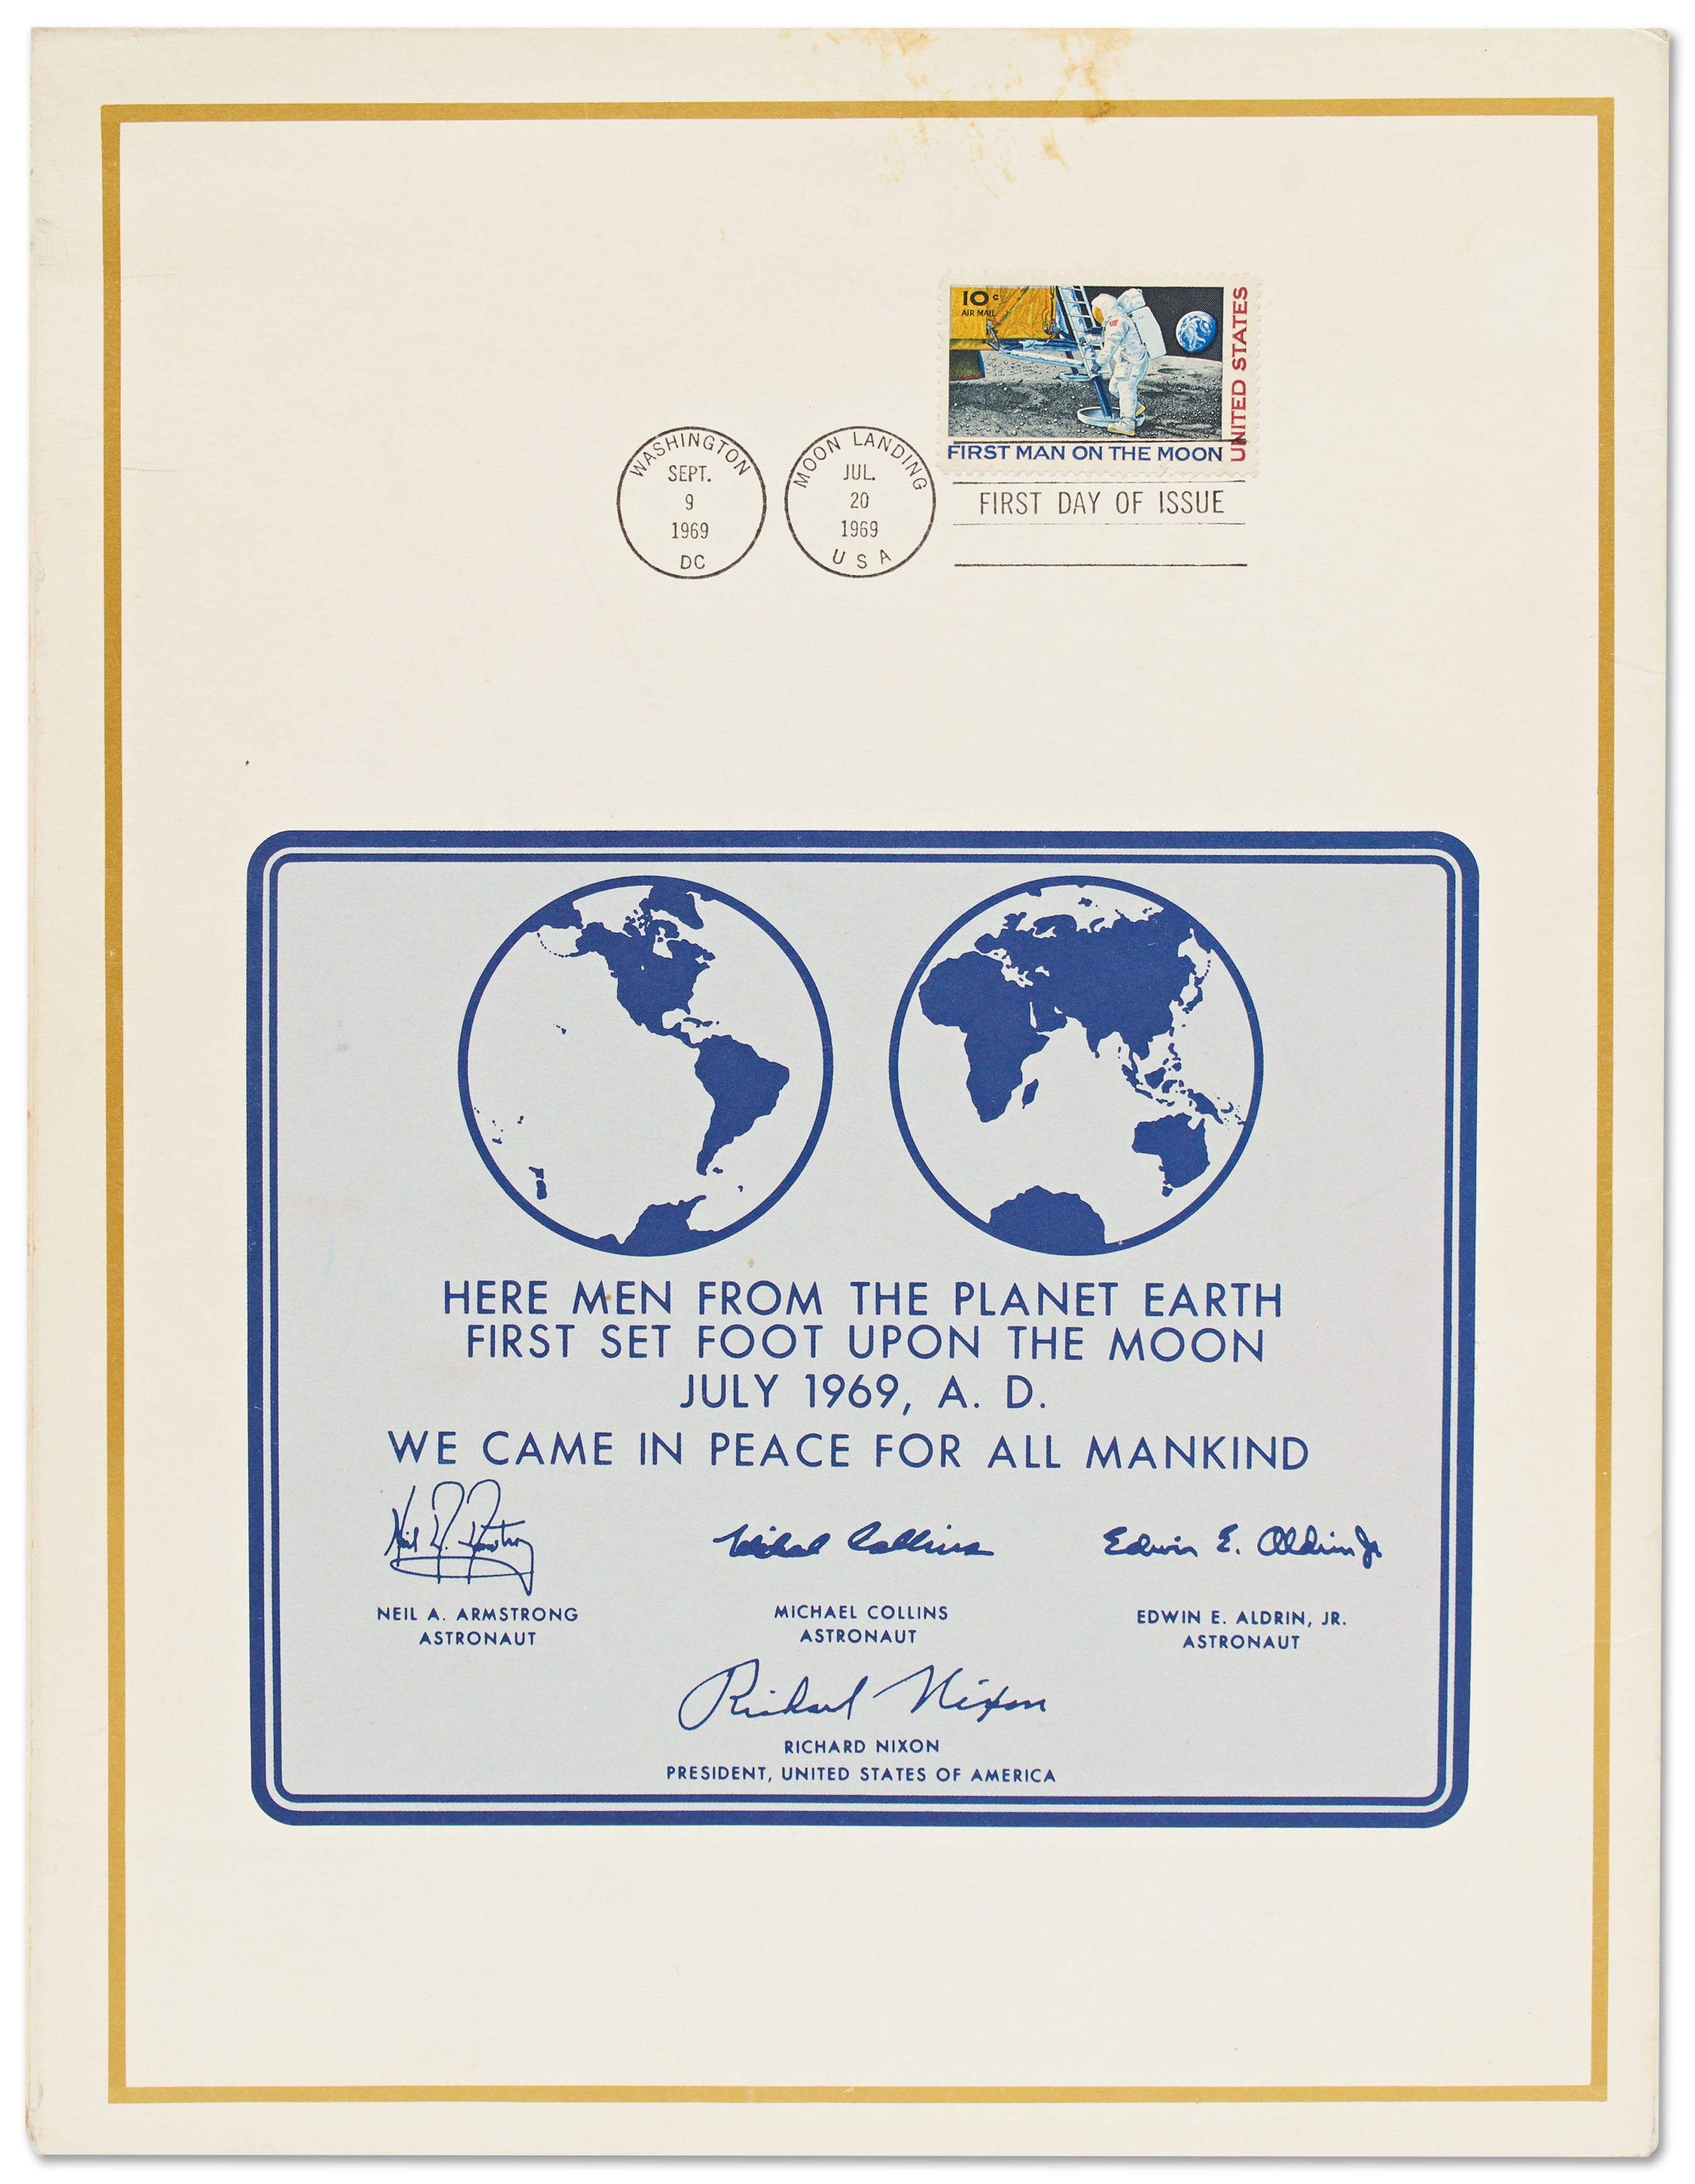 10c
AIR MAIL
UNITED STATES
FIRST MAN ON THE MOON
WASHINGTON
SEPT.
9
1969
DC
MOON LANDING
JUL.
20
1969
USA
FIRST DAY OF ISSUE
HERE MEN FROM THE PLANET EARTH
FIRST SET FOOT UPON THE MOON
JULY 1969, A. D.
WE CAME IN PEACE FOR ALL MANKIND
Neil A. Armstrong
Michael Collins
Edwin E. Aldrin Jr
NEIL A. ARMSTRONG
ASTRONAUT
MICHAEL COLLINS
ASTRONAUT
EDWIN E. ALDRIN, JR.
ASTRONAUT
Richard Nixon
RICHARD NIXON
PRESIDENT, UNITED STATES OF AMERICA